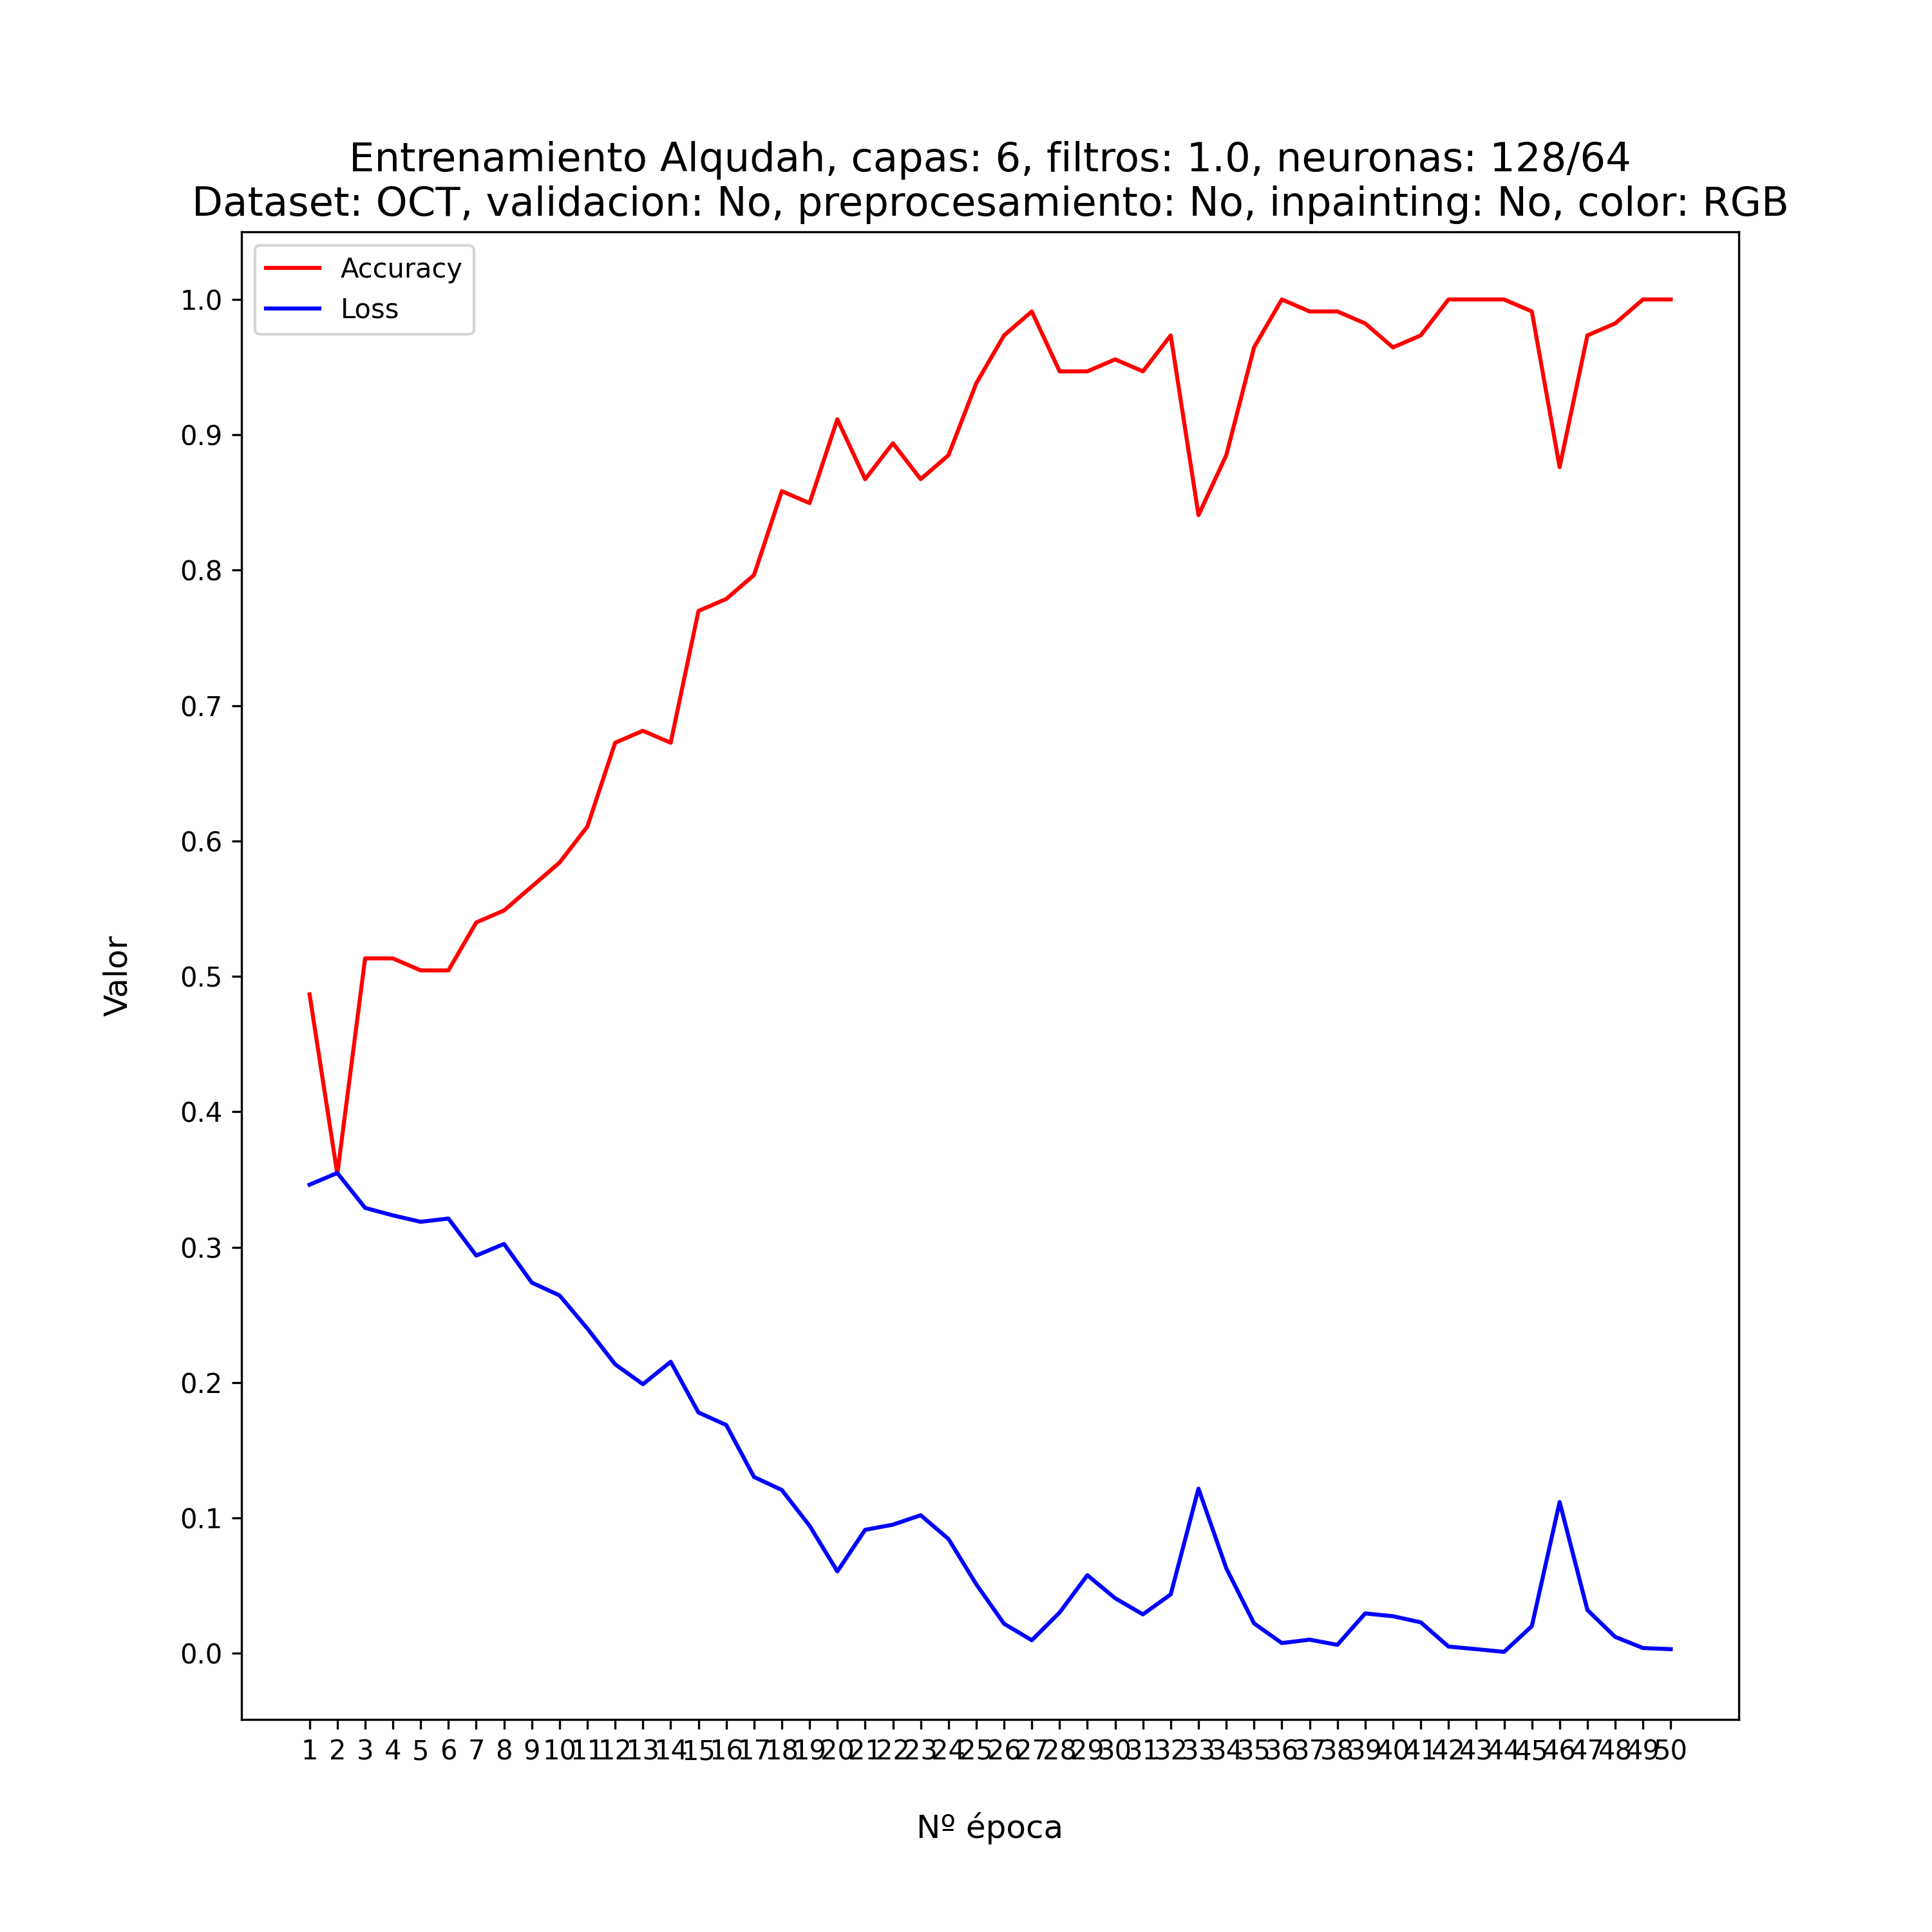 Entrenamiento Alqudah, capas: 6, filtros: 1.0, neuronas: 128/64
Dataset: OCT, validacion: No, preprocesamiento: No, inpainting: No, color: RGB
Accuracy
Loss
1.0
0.9
0.8
0.7
0.6
0.5
0.4
0.3
0.2
0.1
0.0
Valor
1 2 3 4 5 6 7 8 9 10 11 12 13 14 15 16 17 18 19 20 21 22 23 24 25 26 27 28 29 30 31 32 33 34 35 36 37 38 39 40 41 42 43 44 45 46 47 48 49 50
Nº época